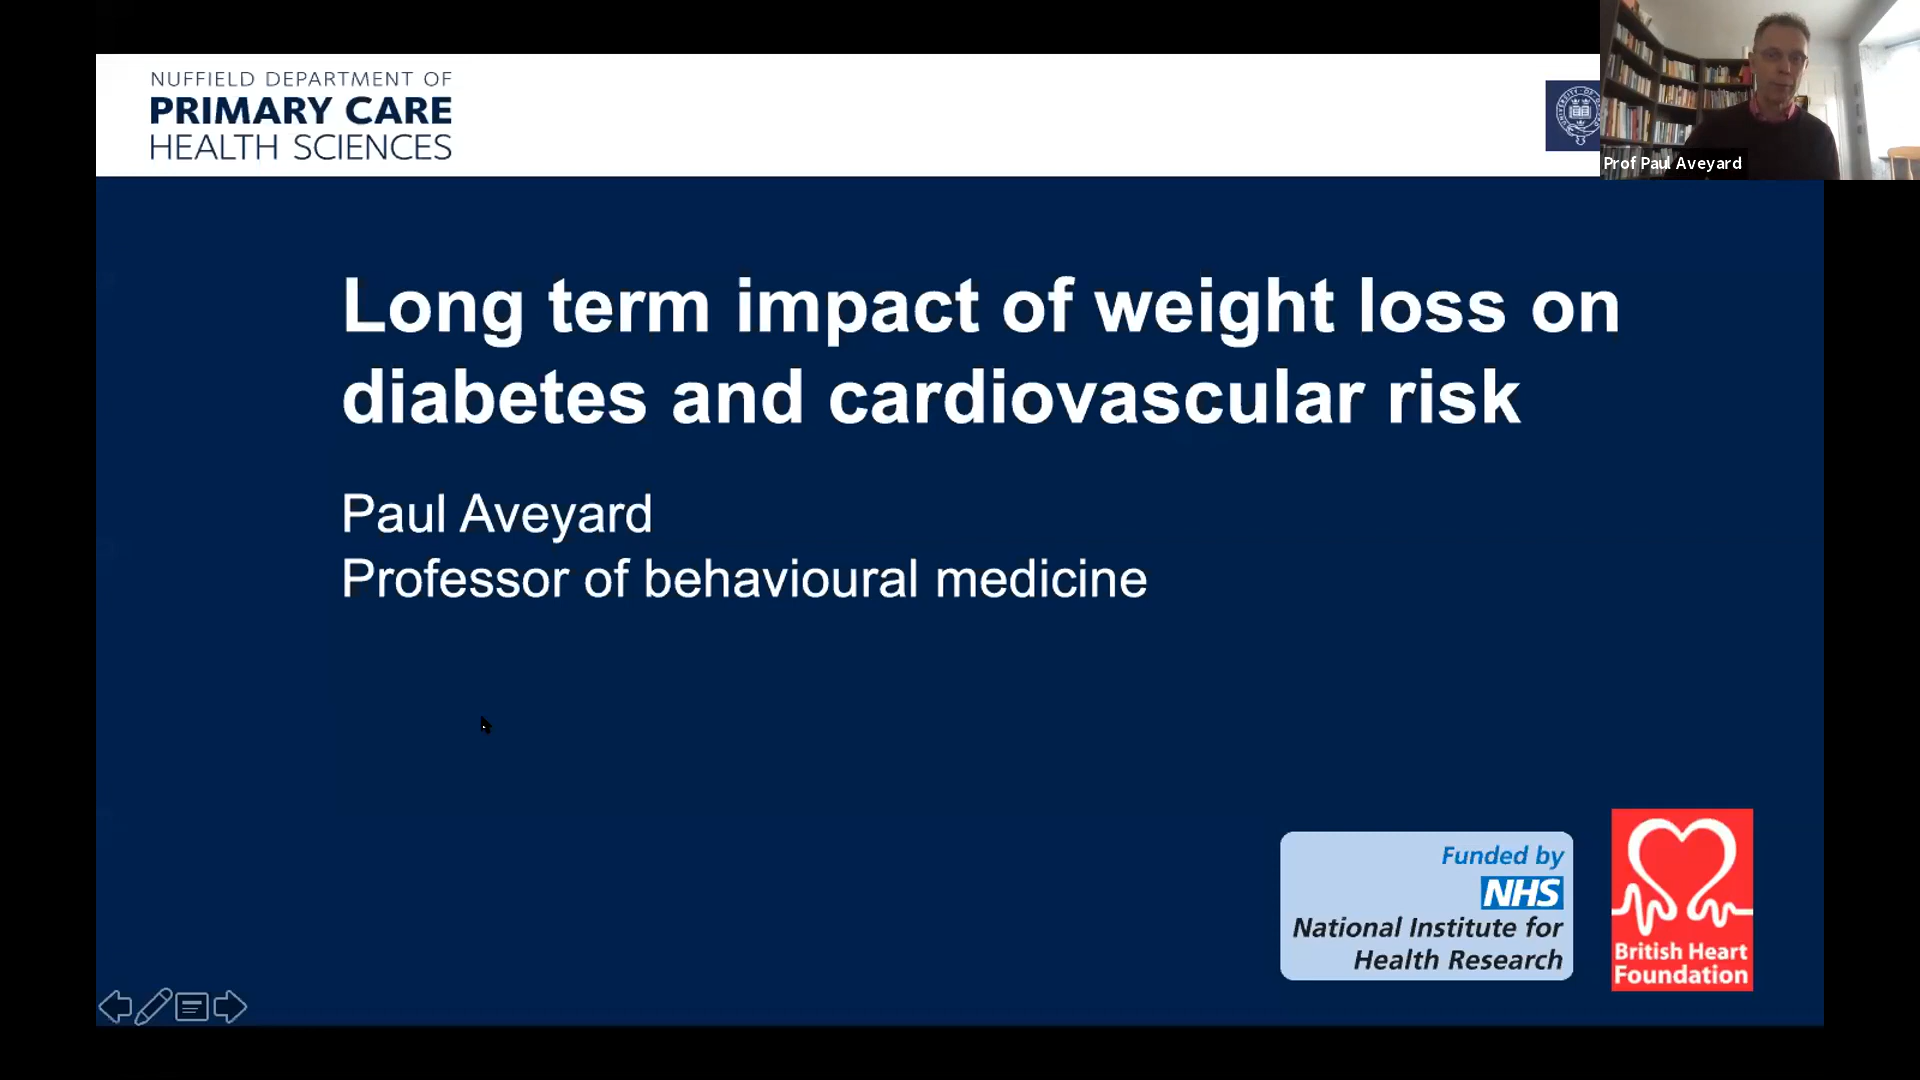 NUFFIELD DEPARTMENT OF
PRIMARY CARE
HEALTH SCIENCES
Prof Paul Aveyard
Long term impact of weight loss on
diabetes and cardiovascular risk
Paul Aveyard
Professor of behavioural medicine
Funded by
NHS
National Institute for
Health Research
British Heart
Foundation